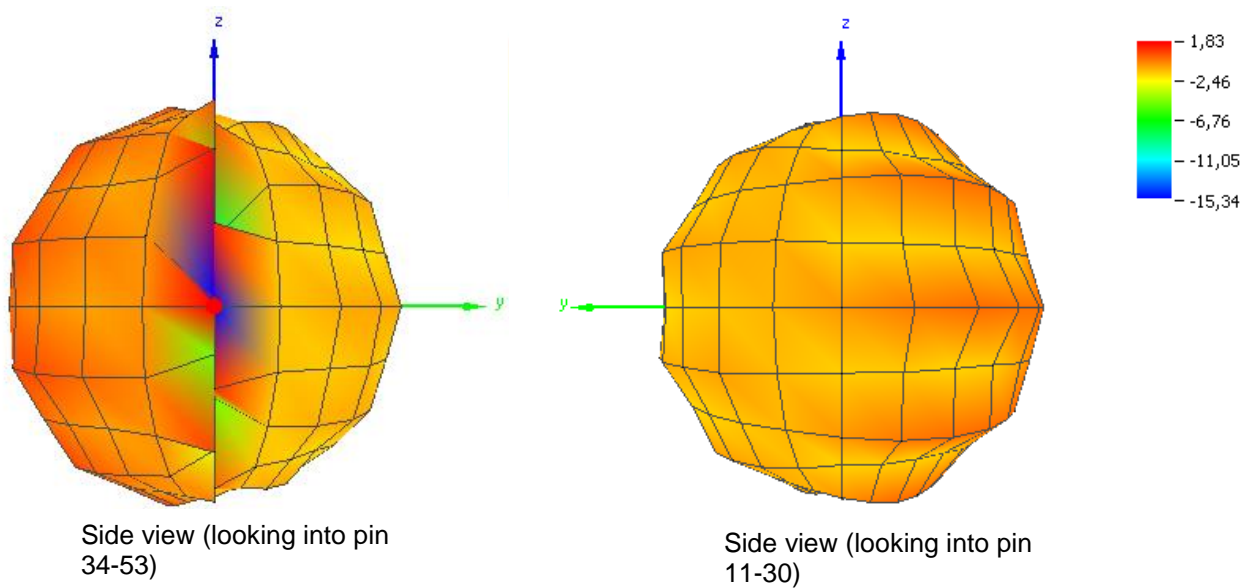 z
z
1,83
-2,46
-6,76
-11,05
-15,34
y
y
Side view (looking into pin
34-53)
Side view (looking into pin
11-30)